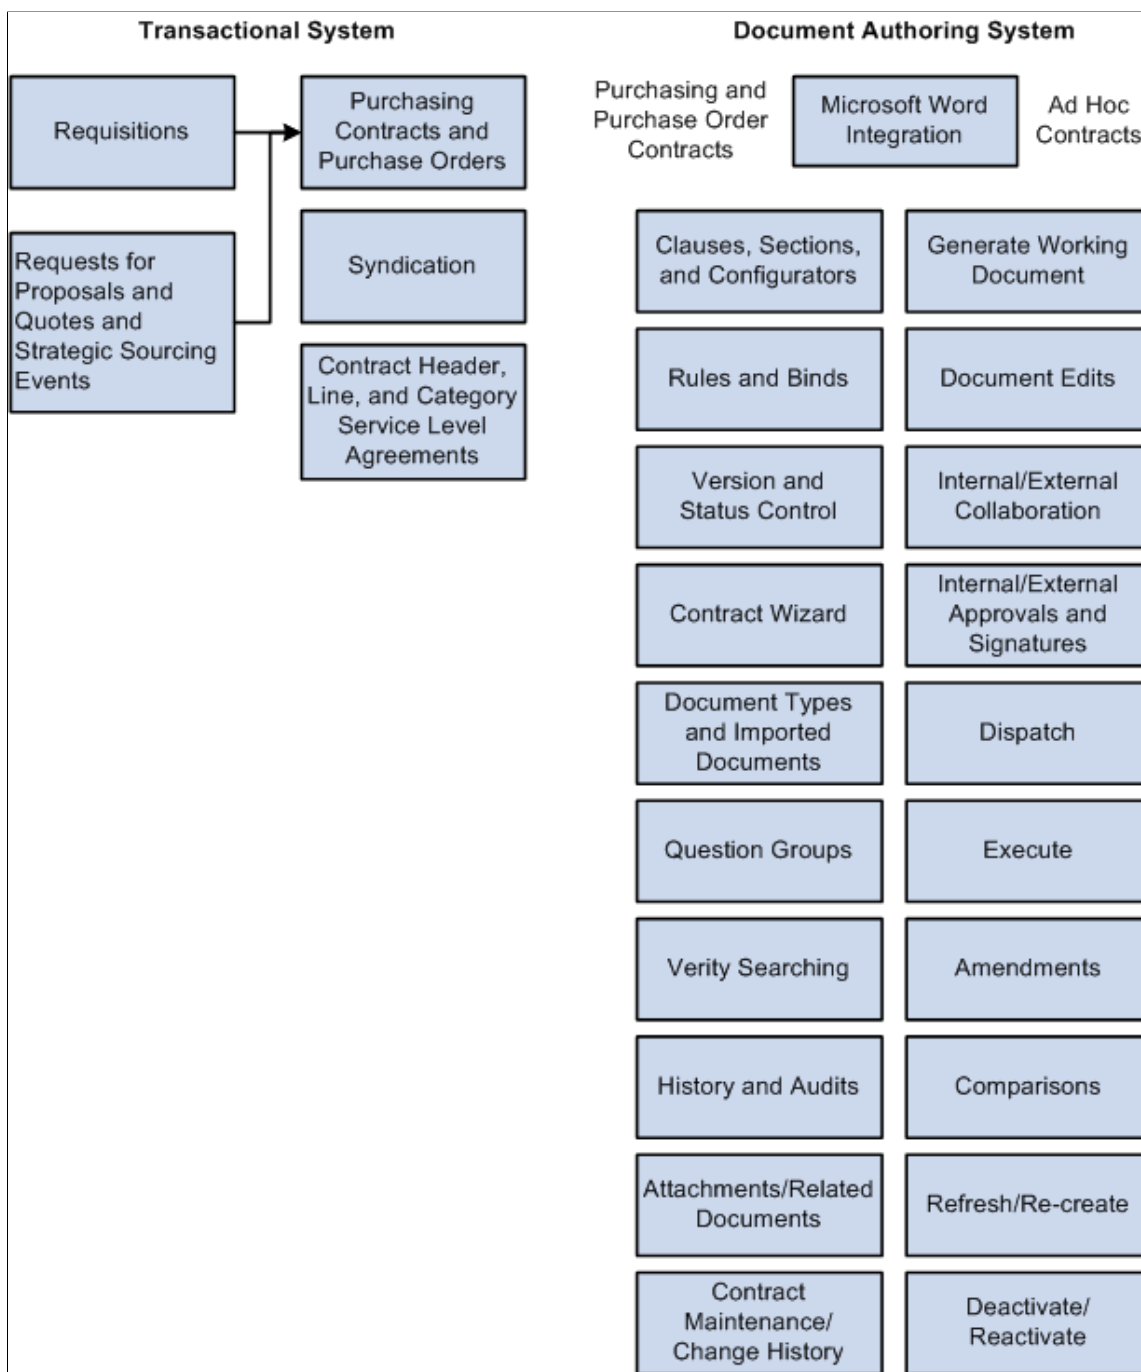 Transactional System
Requisitions
Purchasing
Contracts and
Purchase Orders
Requests for
Proposals and
Quotes and
Strategic Sourcing
Events
Syndication
Contract Header,
Line, and Category
Service Level
Agreements
Document Authoring System
Purchasing and
Purchase Order
Contracts
Microsoft Word
Integration
Ad Hoc
Contracts
Clauses, Sections,
and Configurators
Generate Working
Document
Rules and Binds
Document Edits
Version and
Status Control
Internal/External
Collaboration
Contract Wizard
Internal/External
Approvals and
Signatures
Document Types
and Imported
Documents
Dispatch
Question Groups
Execute
Verity Searching
Amendments
History and Audits
Comparisons
Attachments/Related
Documents
Refresh/Re-create
Contract
Maintenance/
Change History
Deactivate/
Reactivate